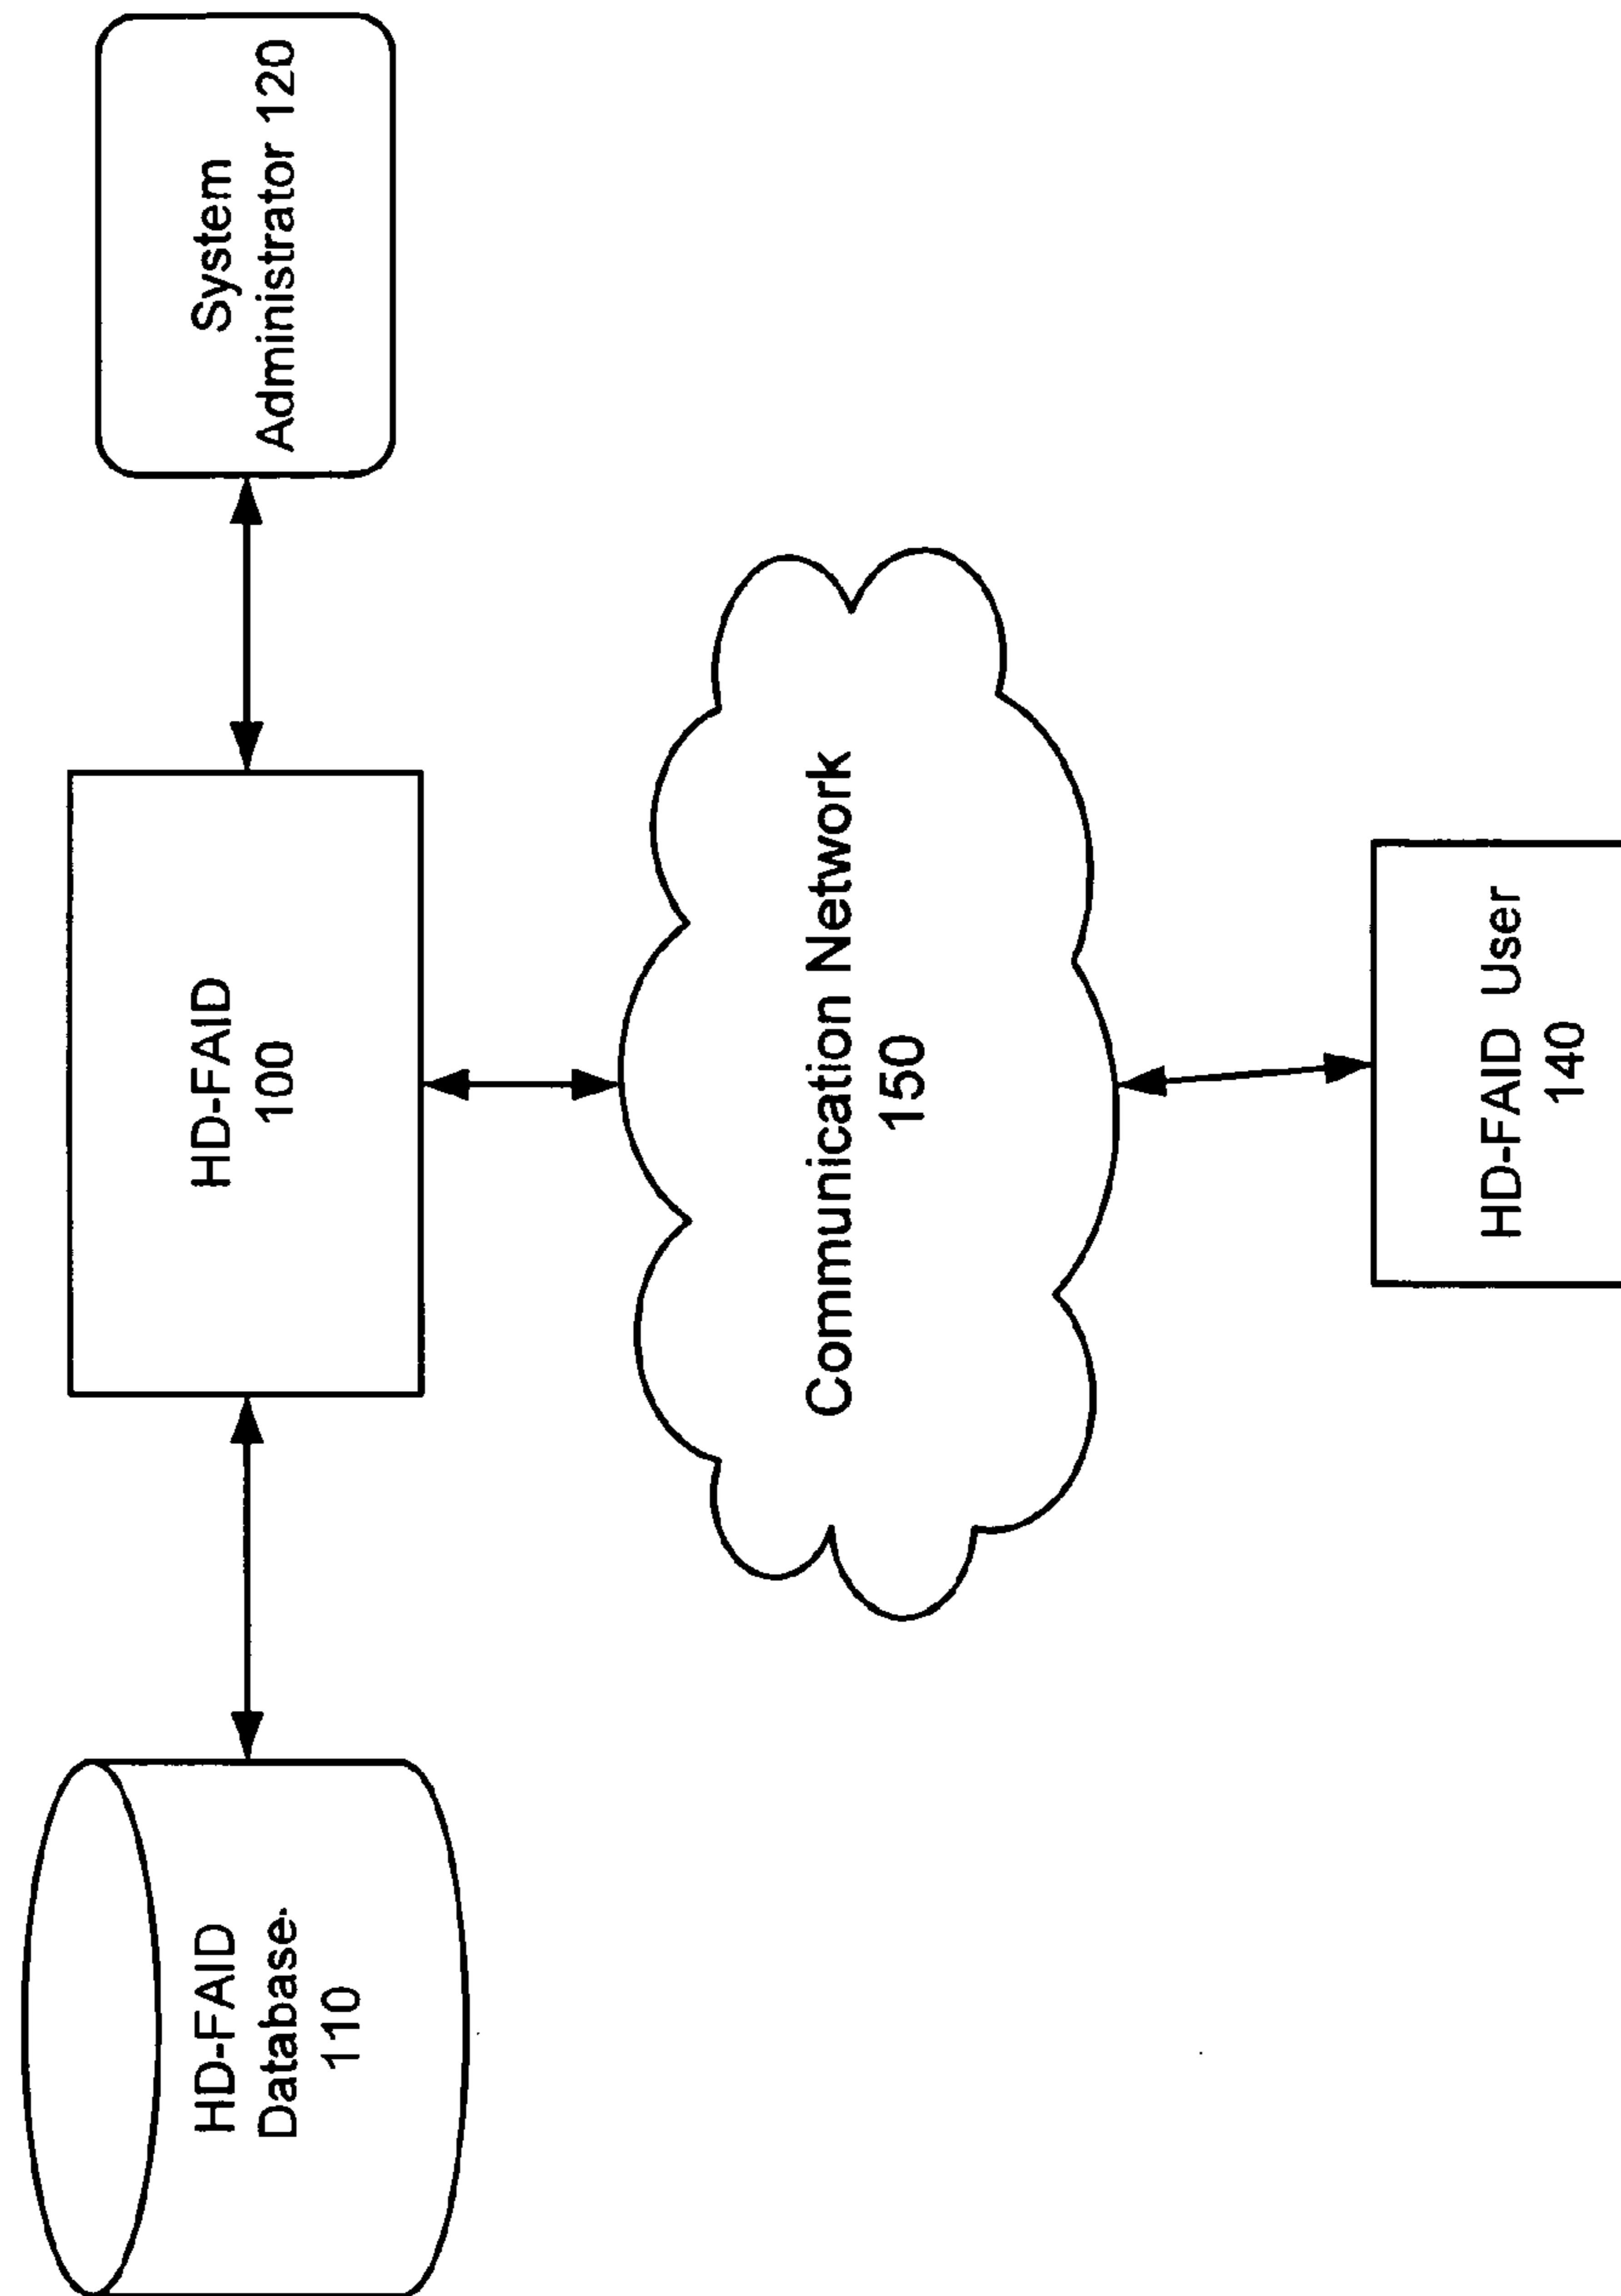 HD-FAID
Database
110
HD-FAID
100
System
Administrator 120
Communication Network
150
HD-FAID User
140